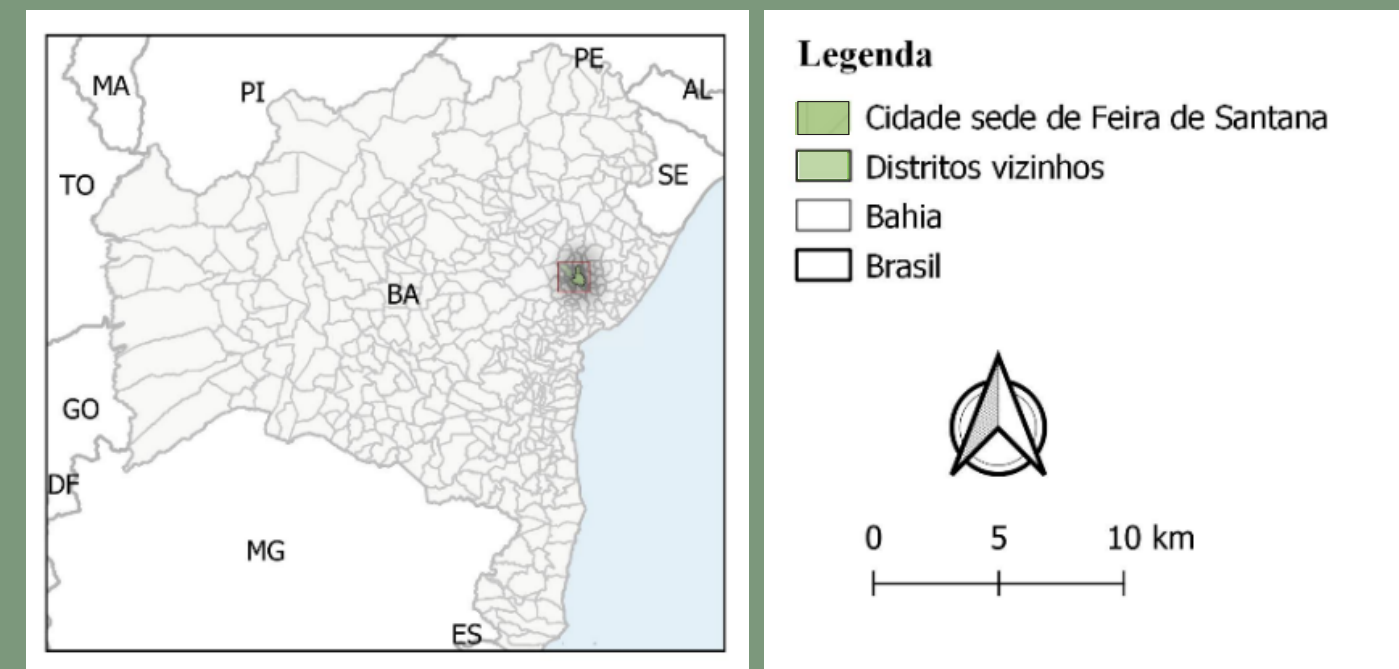 MA
PI
PE
AL
TO
SE
BA
GO
DF
MG
ES
Legenda
Cidade sede de Feira de Santana
Distritos vizinhos
Bahia
Brasil
0 5 10 km